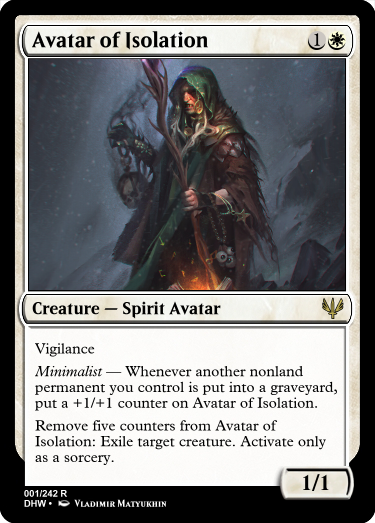 Avatar of Isolation 1
Creature — Spirit Avatar
Vigilance
Minimalist — Whenever another nonland
permanent you control is put into a graveyard,
put a +1/+1 counter on Avatar of Isolation.
Remove five counters from Avatar of
Isolation: Exile target creature. Activate only
as a sorcery.
1/1
001/242 R
DHW • Vladimir Matyukhin